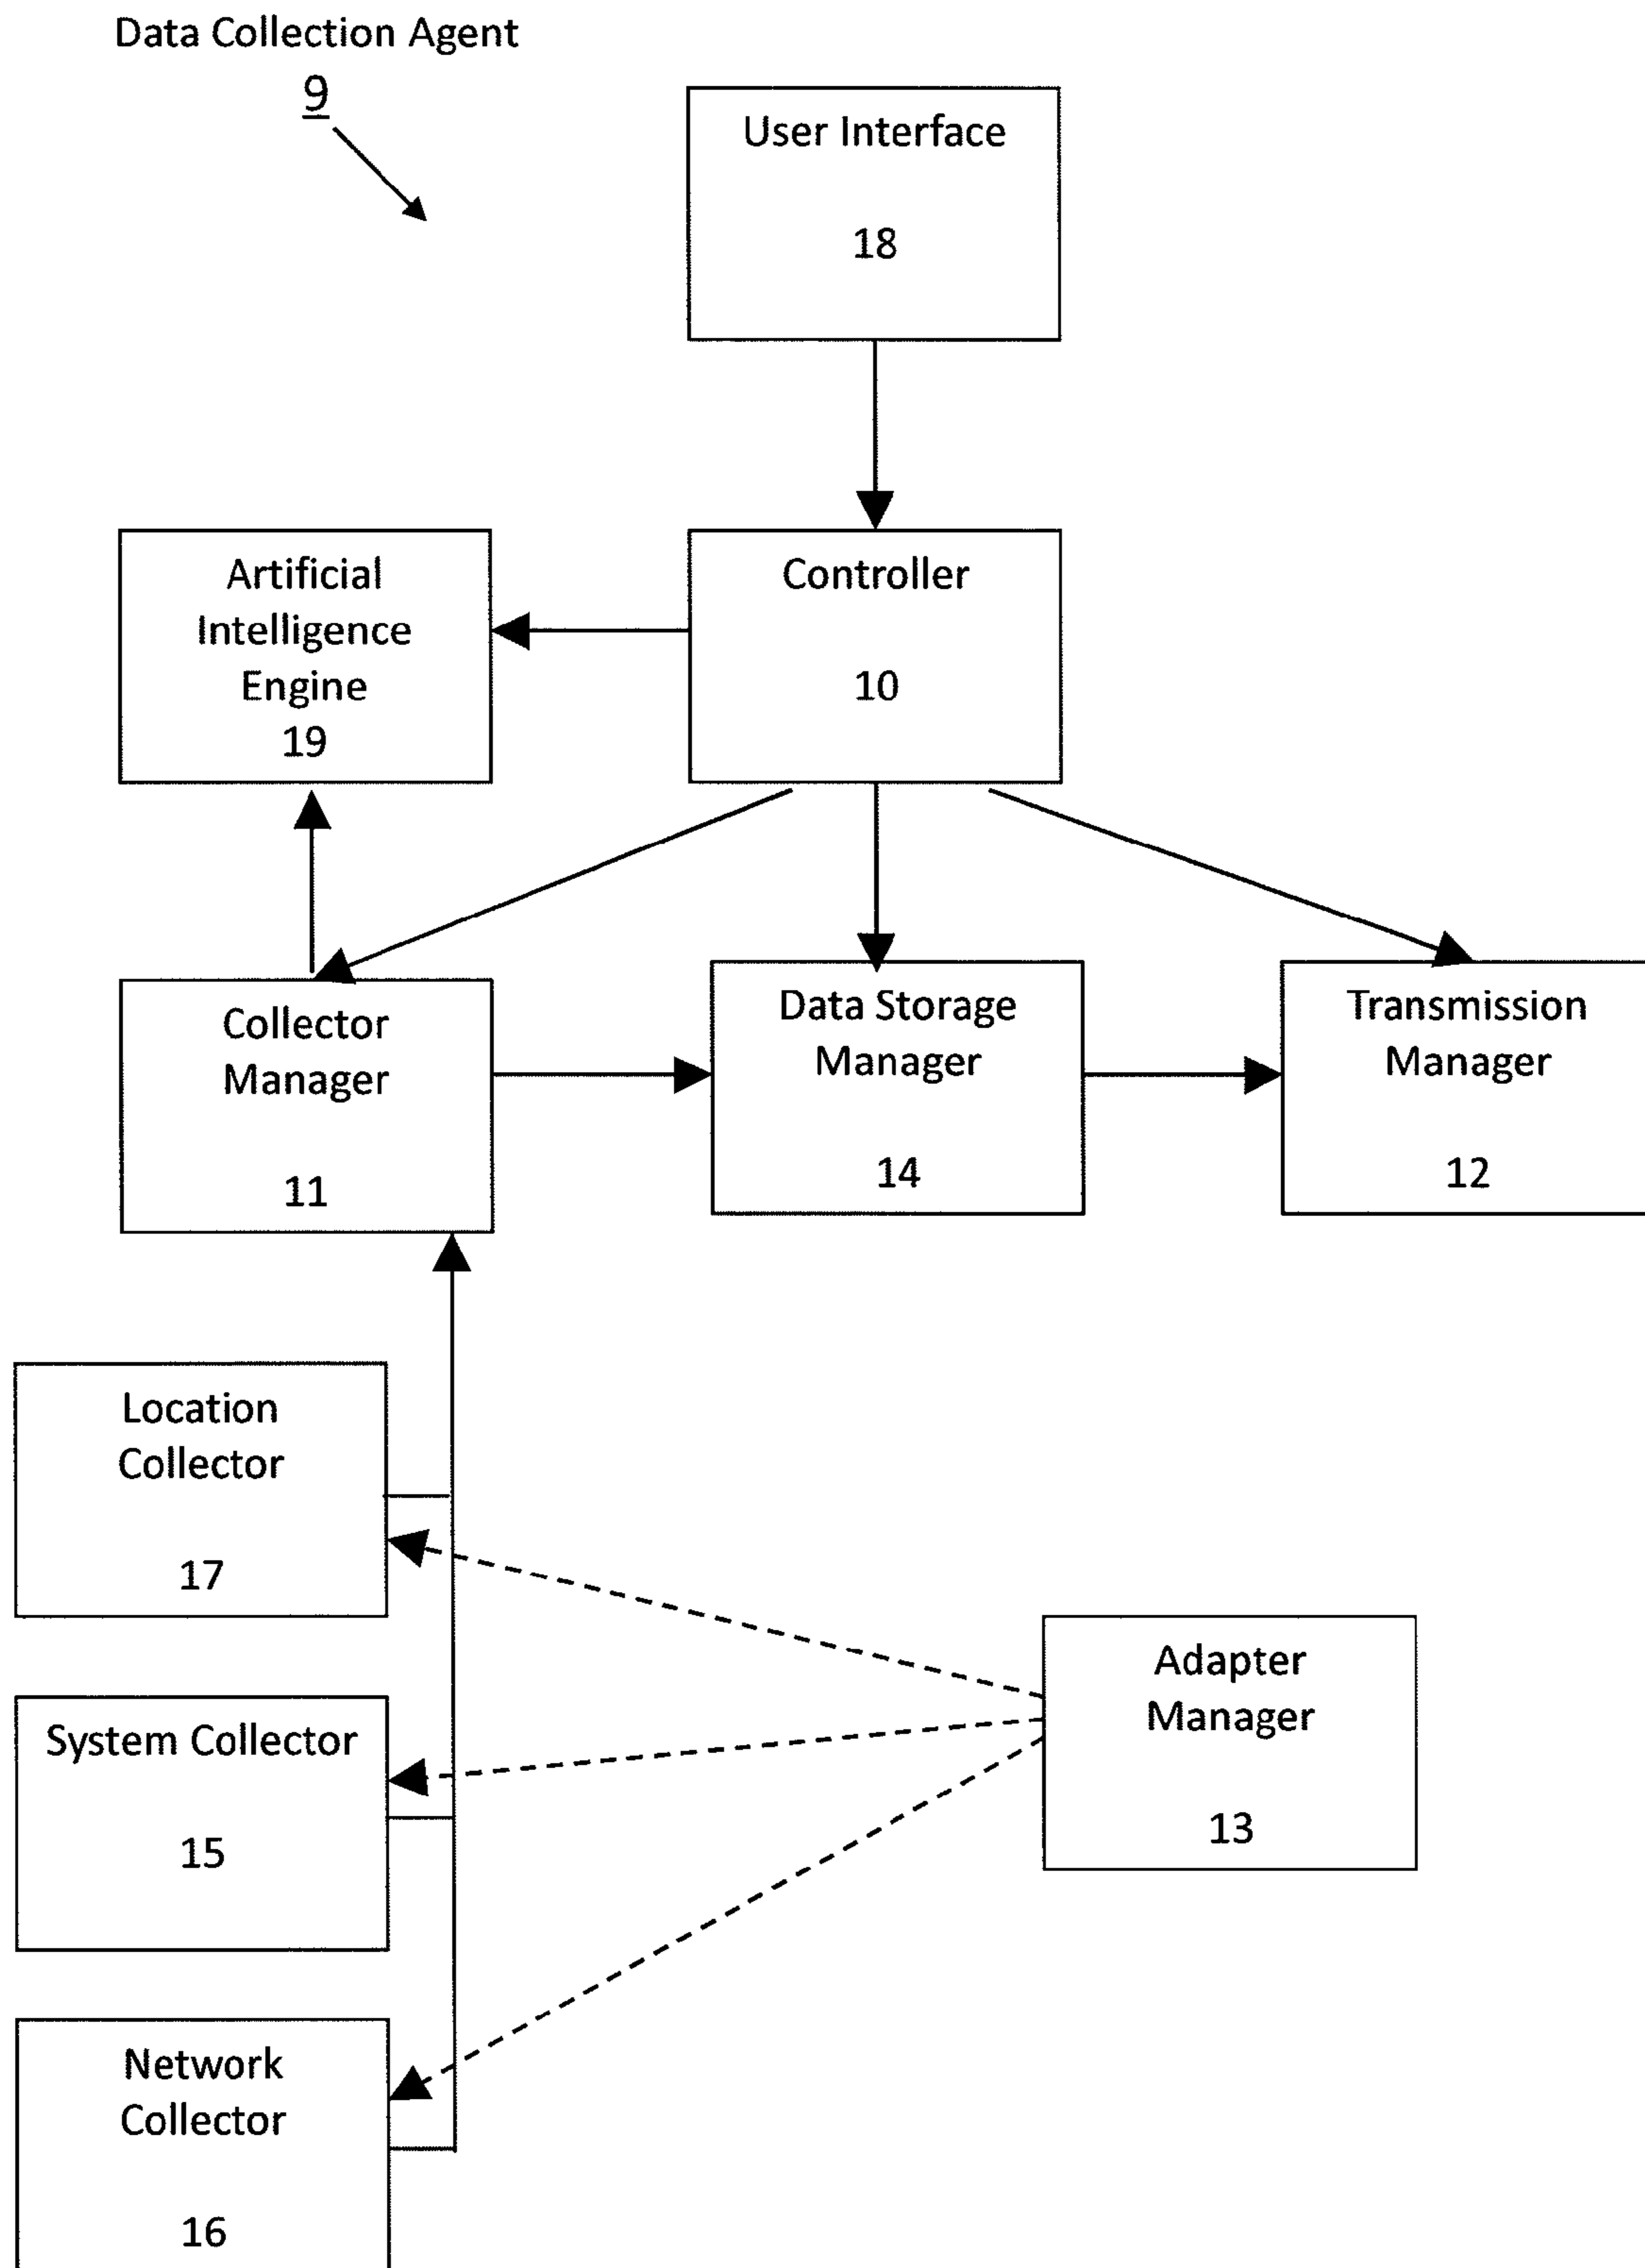 Data Collection Agent
9
User Interface
18
Artificial
Intelligence
Engine
19
Controller
10
Collector
Manager
11
Data Storage
Manager
14
Transmission
Manager
12
Location
Collector
17
Adapter
Manager
13
System Collector
15
Network
Collector
16